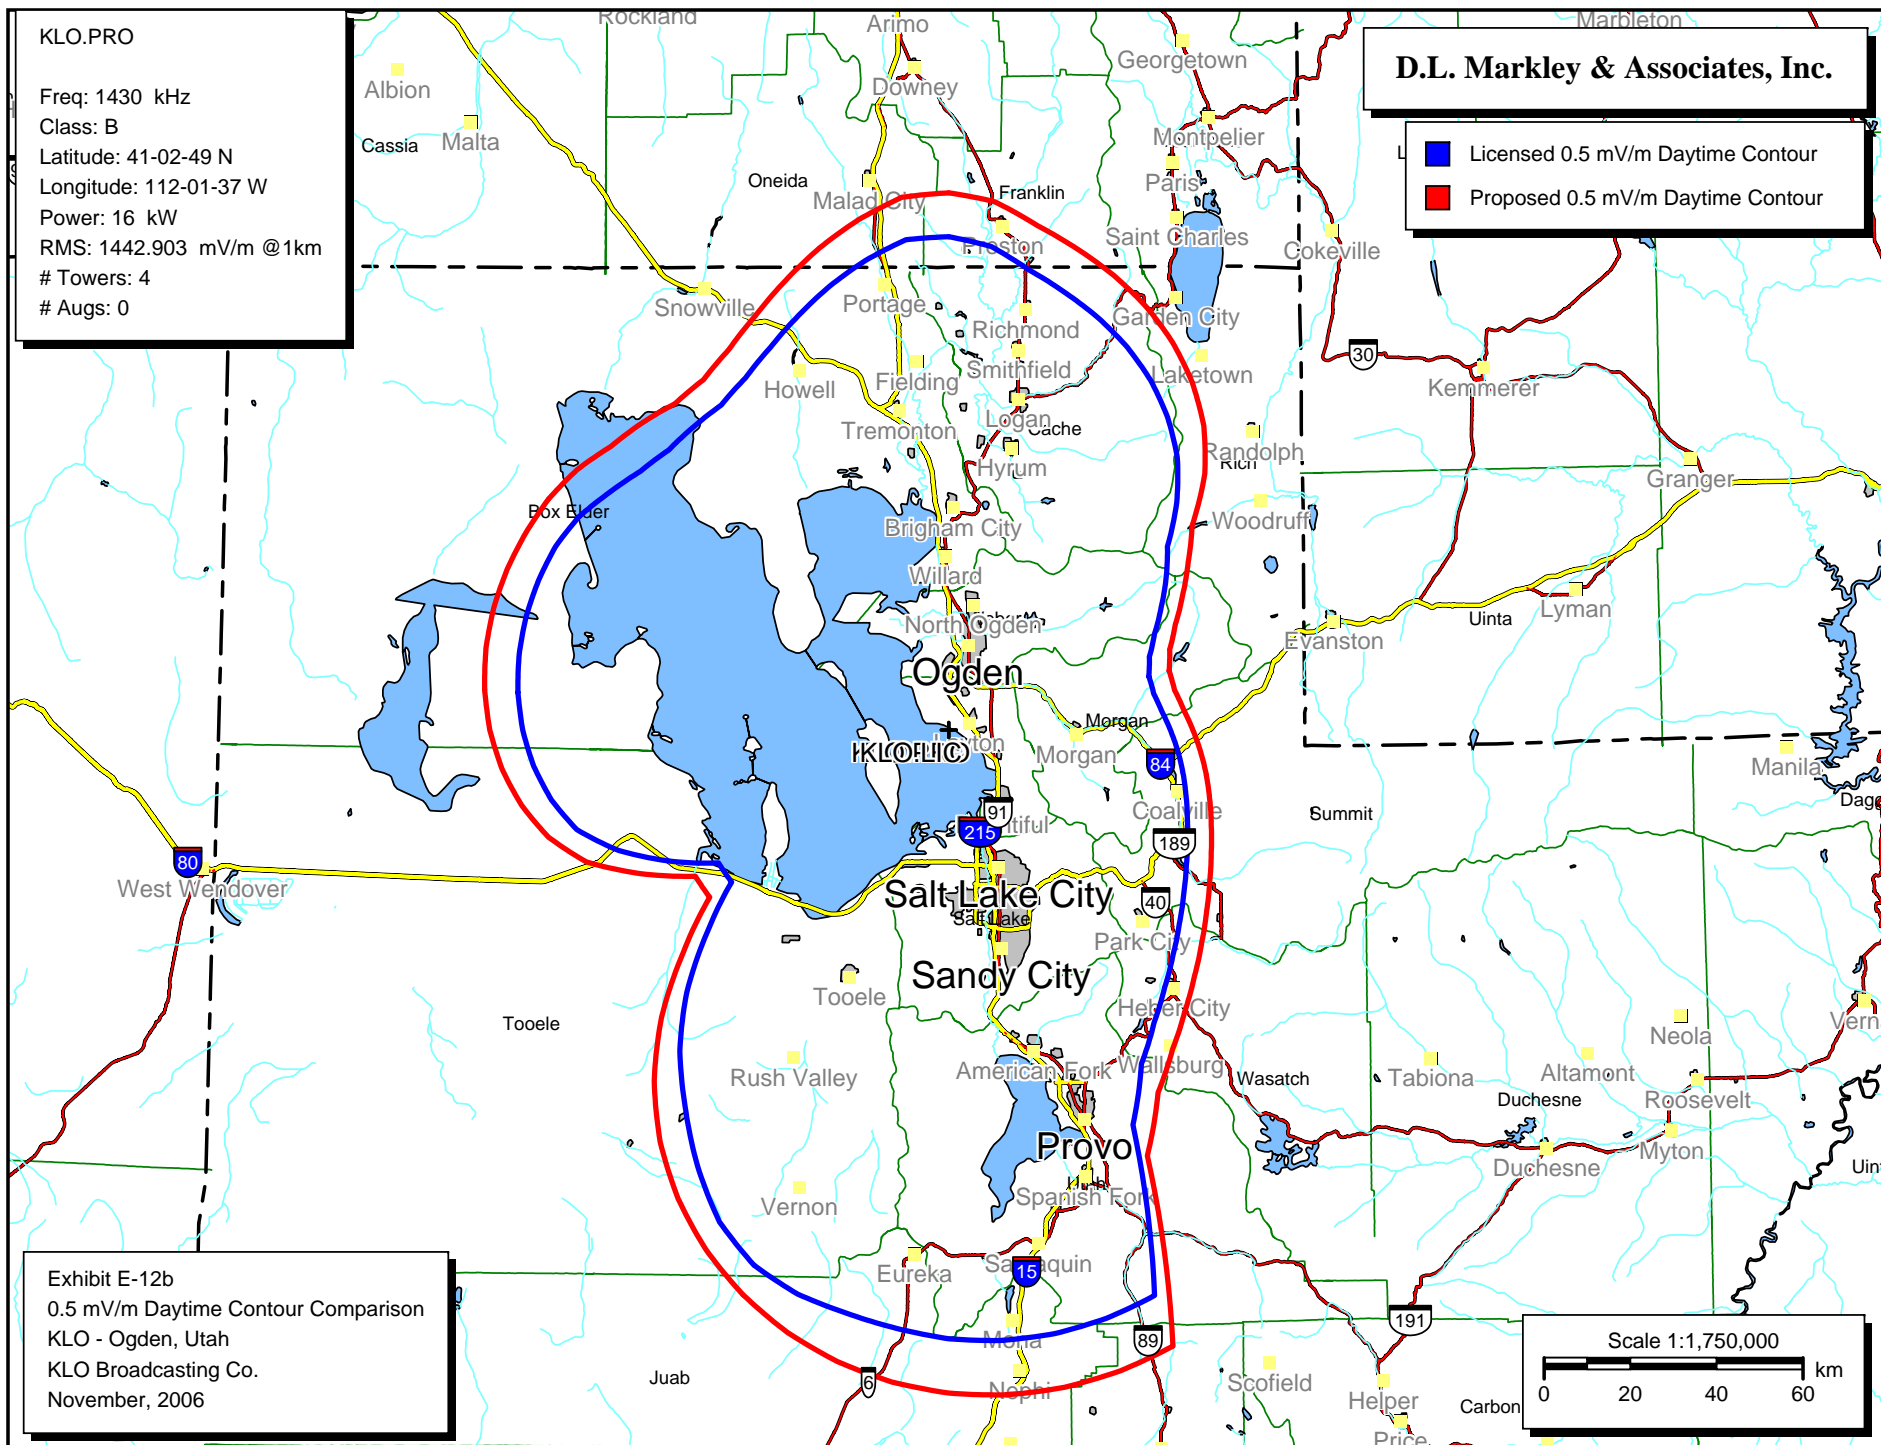 KLO.PRO
Freq: 1430 kHz
Class: B
Latitude: 41-02-49 N
Longitude: 112-01-37 W
Power: 16 kW
RMS: 1442.903 mV/m @1km
# Towers: 4
# Augs: 0
D.L. Markley & Associates, Inc.
Licensed 0.5 mV/m Daytime Contour
Proposed 0.5 mV/m Daytime Contour
Rockland
Arimo
Marbleton
Georgetown
Albion
Downey
Malta
Cassia
Montpelier
Oneida
Paris
Malad City
Franklin
Saint Charles
Cokeville
Preston
Snowville
Portage
Garden City
Richmond
30
Smithfield
Laketown
Kemmerer
Howell
Fielding
Logan
Tremonton
Cache
Randolph
Rich
Hyrum
Granger
Box Elder
Brigham City
Woodruff
Willard
Lyman
North Ogden
Uinta
Evanston
Ogden
Morgan
Layton
KLO.LIC
Morgan
84
Manila
Coalville
Summit
91
215
189
80
West Wendover
Salt Lake City
40
Salt Lake
Park City
Sandy City
Tooele
Heber City
Tooele
Neola
American Fork
Wallsburg
Rush Valley
Wasatch
Tabiona
Altamont
Duchesne
Roosevelt
Provo
Myton
Duchesne
Spanish Fork
Vernon
Eureka
Santaquin
15
Mona
89
191
Juab
6
Nephi
Scofield
Helper
Carbon
Price
Exhibit E-12b
0.5 mV/m Daytime Contour Comparison
KLO - Ogden, Utah
KLO Broadcasting Co.
November, 2006
Scale 1:1,750,000
0 20 40 60 km